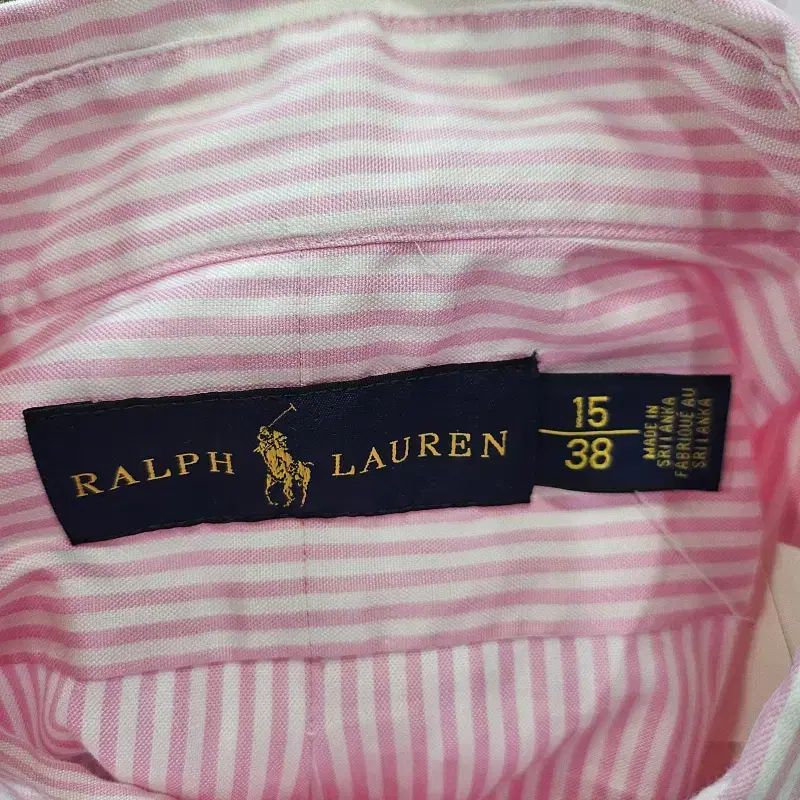 RALPH LAUREN
15
38
MADE IN
SRI LANKA
FABRIQUÉ AU
SRI LANKA